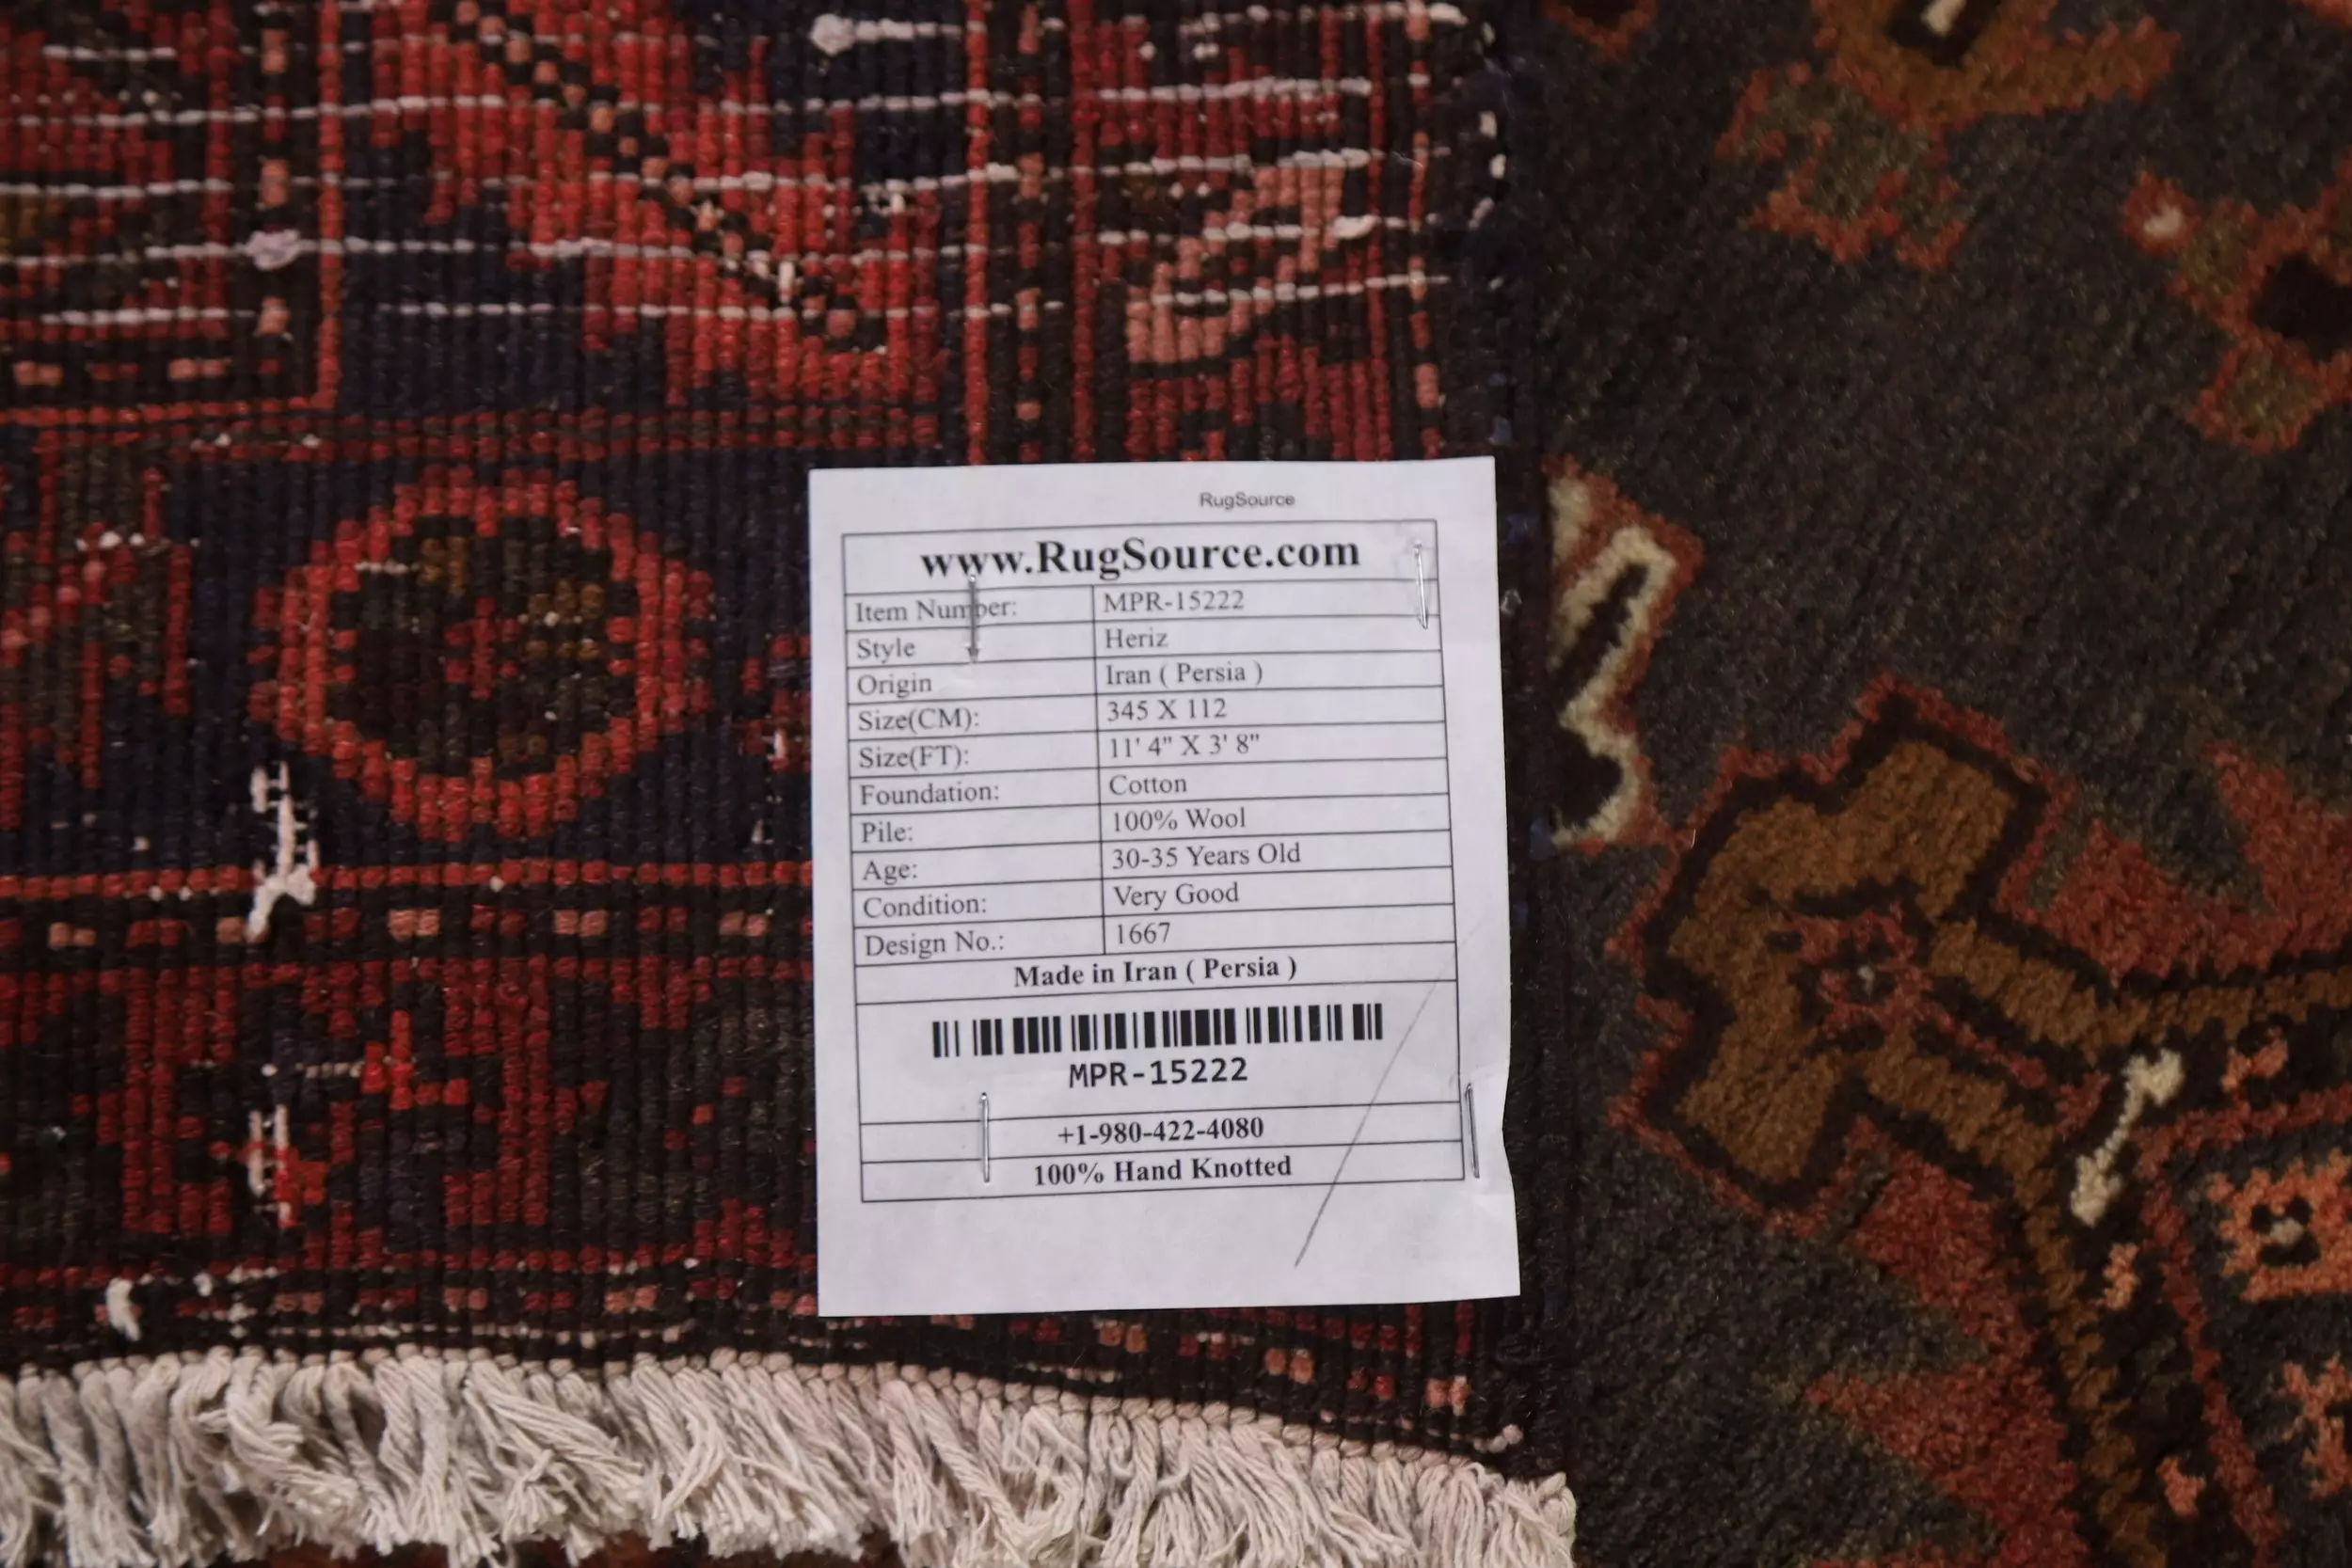 RugSource
www.RugSource.com
Item Number: MPR-15222
Style Heriz
Origin Iran ( Persia )
Size(CM): 345 X 112
Size(FT): 11' 4" X 3' 8"
Foundation: Cotton
Pile: 100% Wool
Age: 30-35 Years Old
Condition: Very Good
Design No.: 1667
Made in Iran ( Persia )
MPR-15222
+1-980-422-4080
100% Hand Knotted